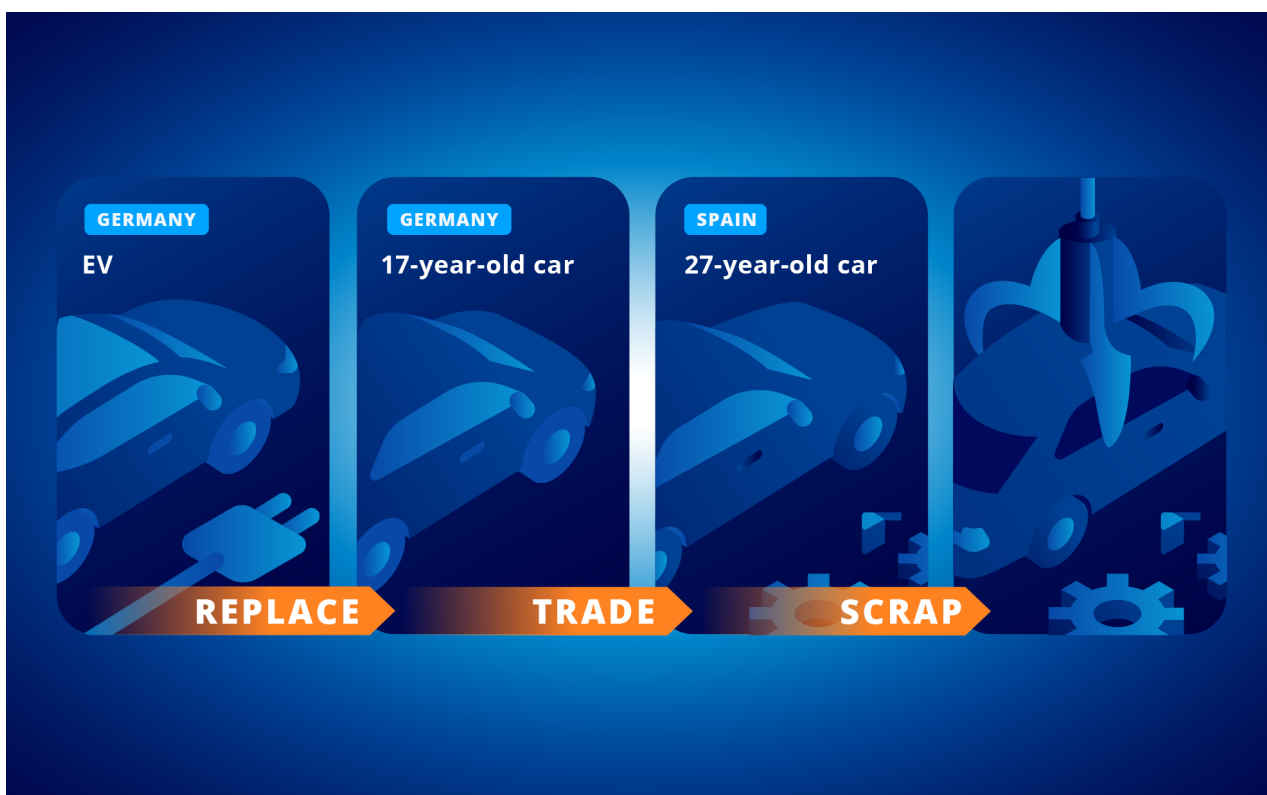 GERMANY
EV
GERMANY
17-year-old car
SPAIN
27-year-old car
REPLACE
TRADE
SCRAP